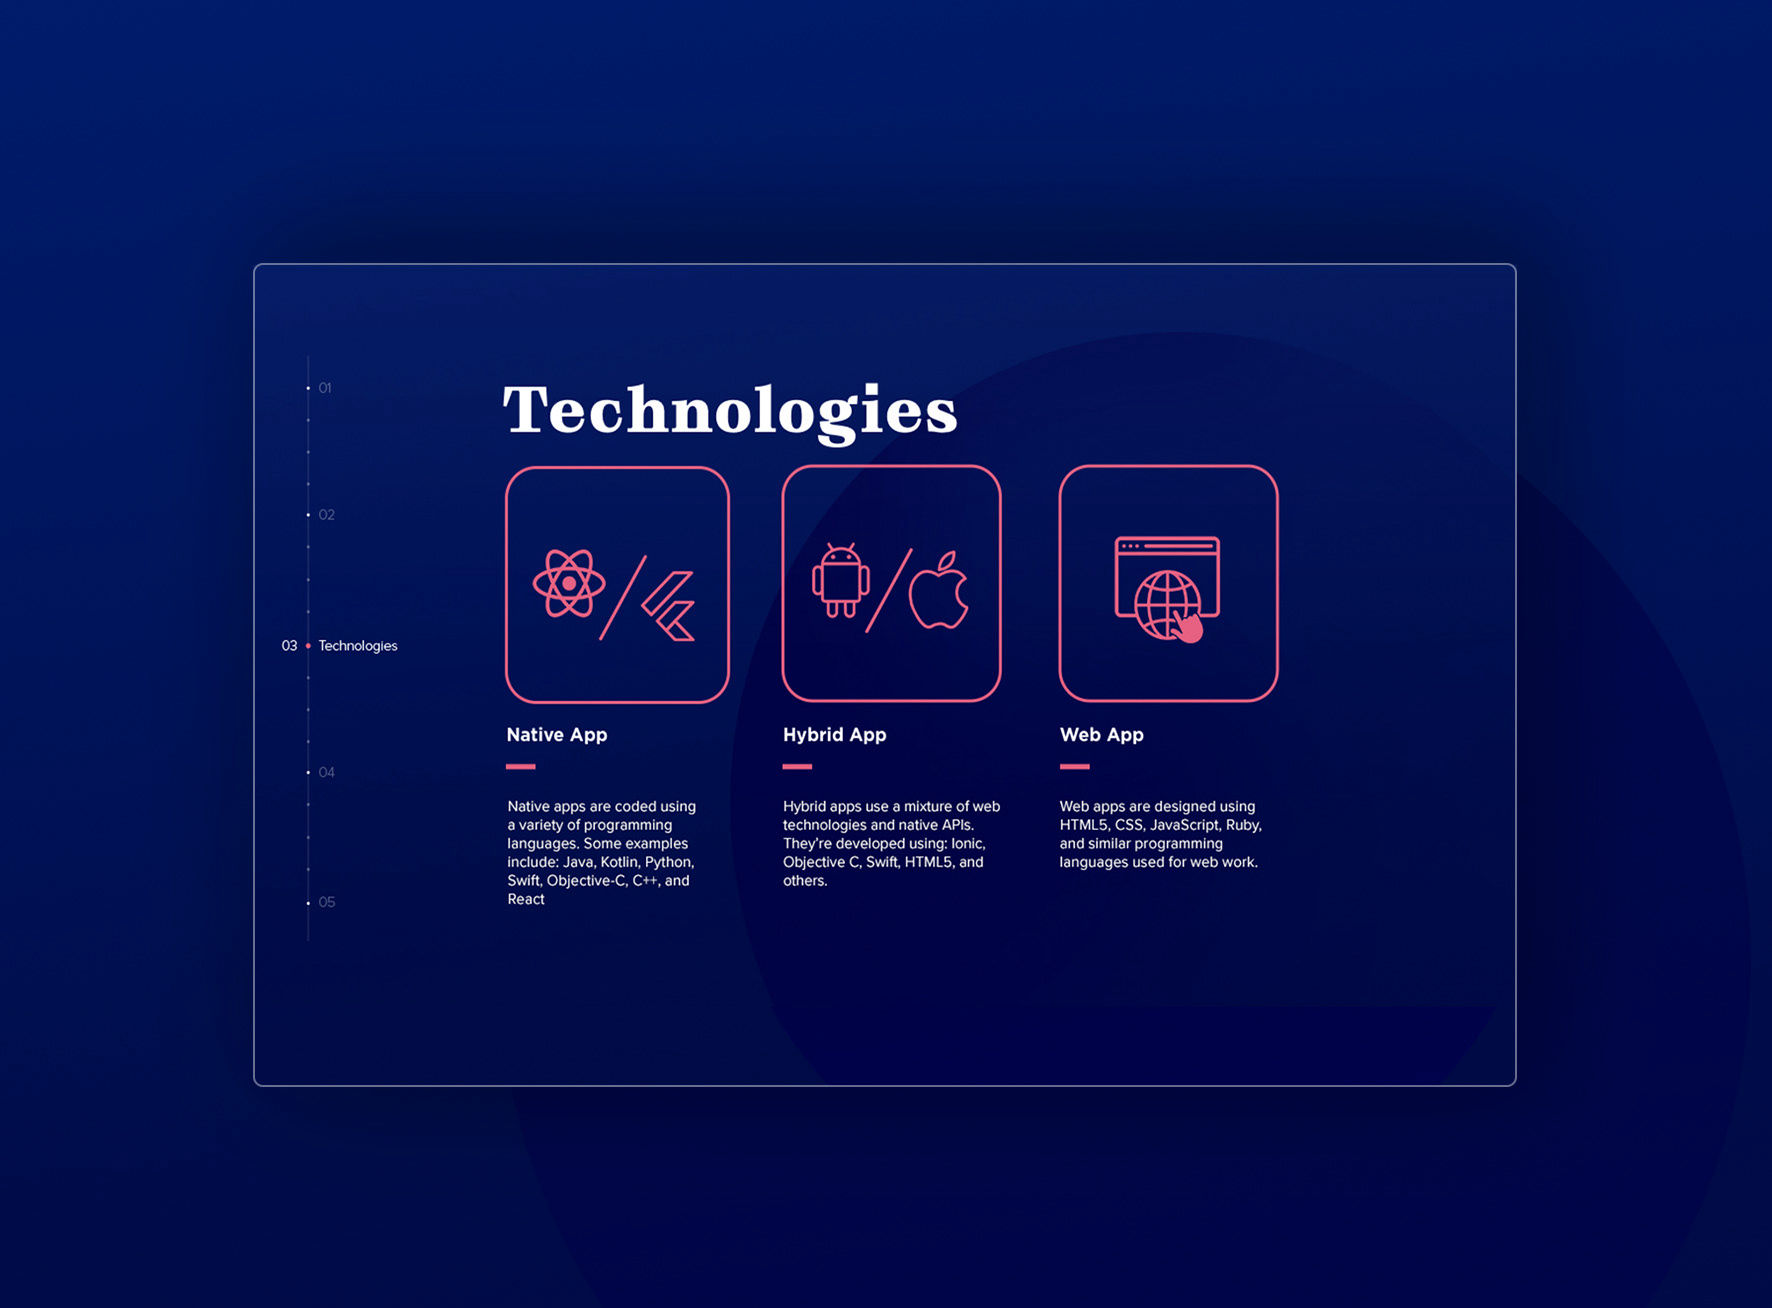 Technologies
01
02
03 Technologies
04
05
Native App
Native apps are coded using
a variety of programming
languages. Some examples
include: Java, Kotlin, Python,
Swift, Objective-C, C++, and
React
Hybrid App
Hybrid apps use a mixture of web
technologies and native APIs.
They're developed using: Ionic,
Objective C, Swift, HTML5, and
others.
Web App
Web apps are designed using
HTML5, CSS, JavaScript, Ruby,
and similar programming
languages used for web work.